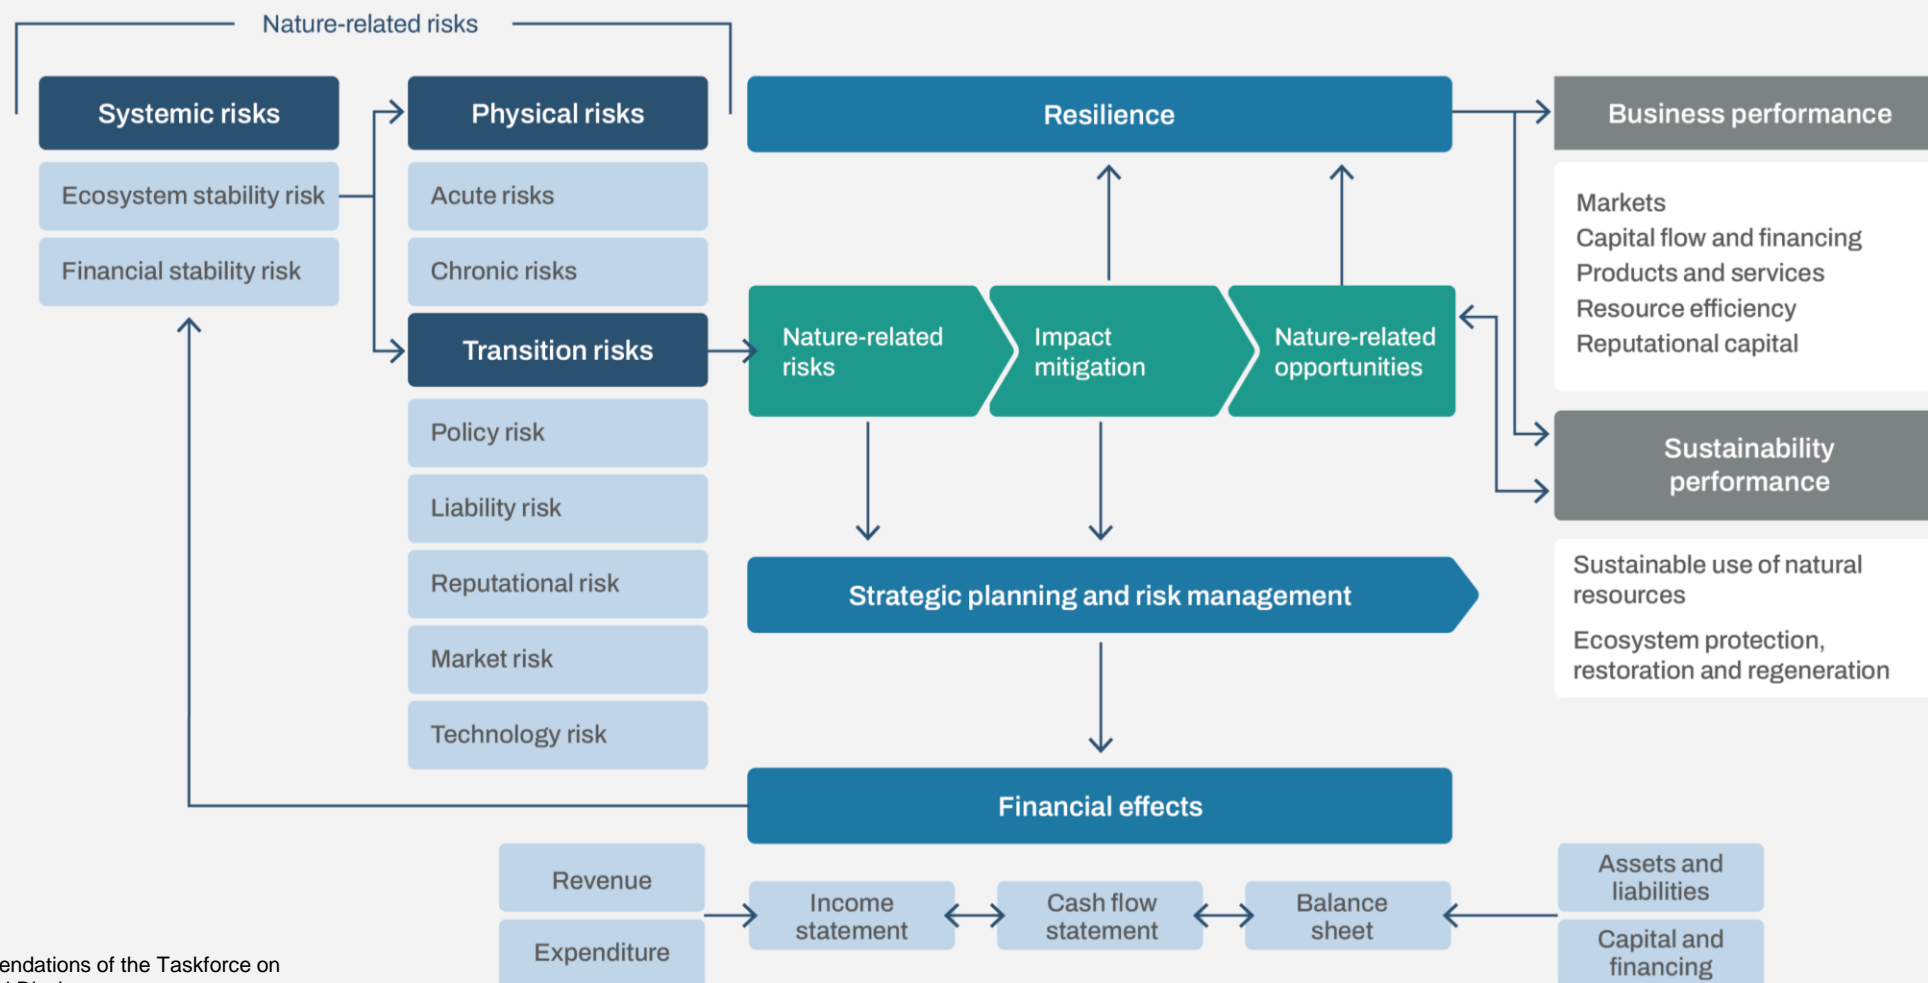 Nature-related risks
Systemic risks
Ecosystem stability risk
Financial stability risk
Physical risks
Acute risks
Chronic risks
Transition risks
Policy risk
Liability risk
Reputational risk
Market risk
Technology risk
Resilience
Nature-related
risks
Impact
mitigation
Nature-related
opportunities
Strategic planning and risk management
Financial effects
Business performance
Markets
Capital flow and financing
Products and services
Resource efficiency
Reputational capital
Sustainability
performance
Sustainable use of natural
resources
Ecosystem protection,
restoration and regeneration
Revenue
Expenditure
Income
statement
Cash flow
statement
Balance
sheet
Assets and
liabilities
Capital and
financing
endations of the Taskforce on